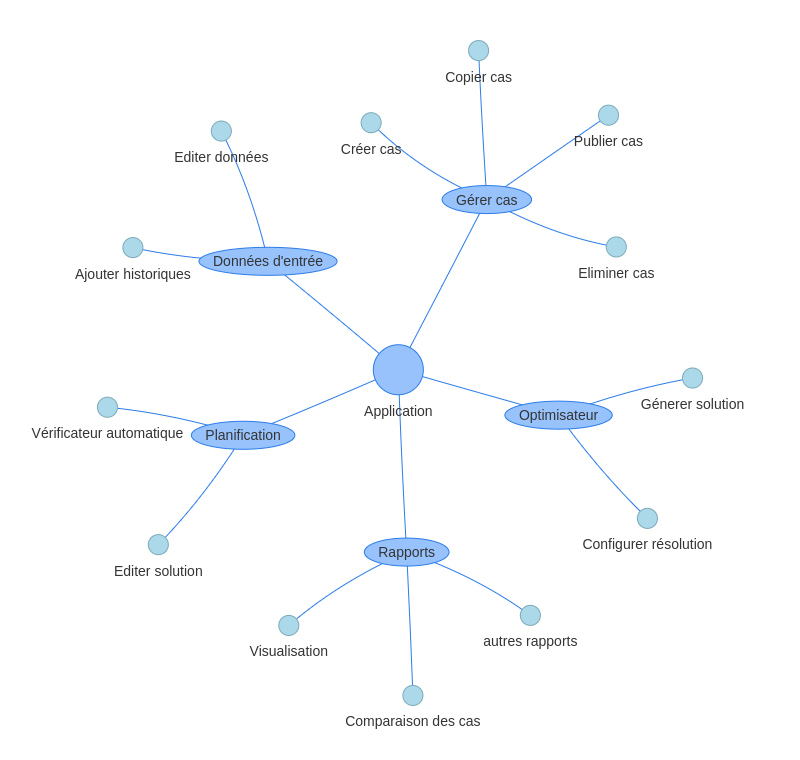 Copier cas
Créer cas
Publier cas
Editer données
Gérer cas
Données d'entrée
Ajouter historiques
Eliminer cas
Application
Génerer solution
Optimisateur
Vérificateur automatique
Planification
Configurer résolution
Rapports
Editer solution
Visualisation
autres rapports
Comparaison des cas